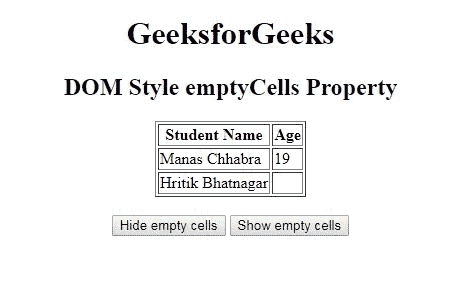 GeeksforGeeks
DOM Style emptyCells Property
Student Name Age
Manas Chhabra 19
Hritik Bhatnagar
Hide empty cells Show empty cells